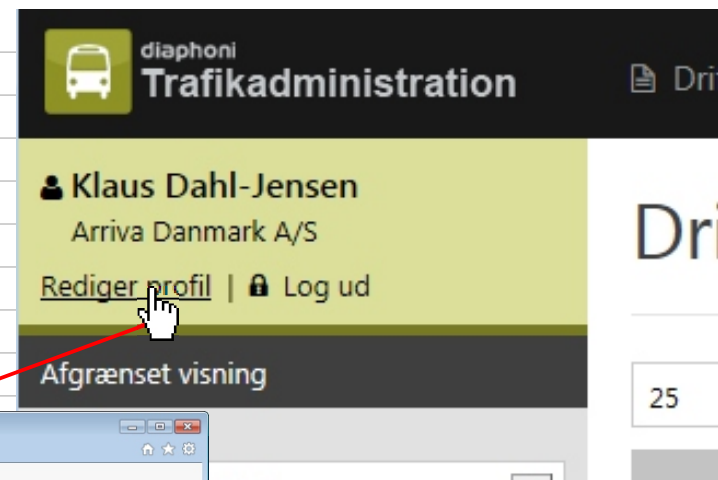 diaphoni
Trafikadministration
Klaus Dahl-Jensen
Arriva Danmark A/S
Rediger profil | Log ud
Afgrænset visning
Dri
Dri
25